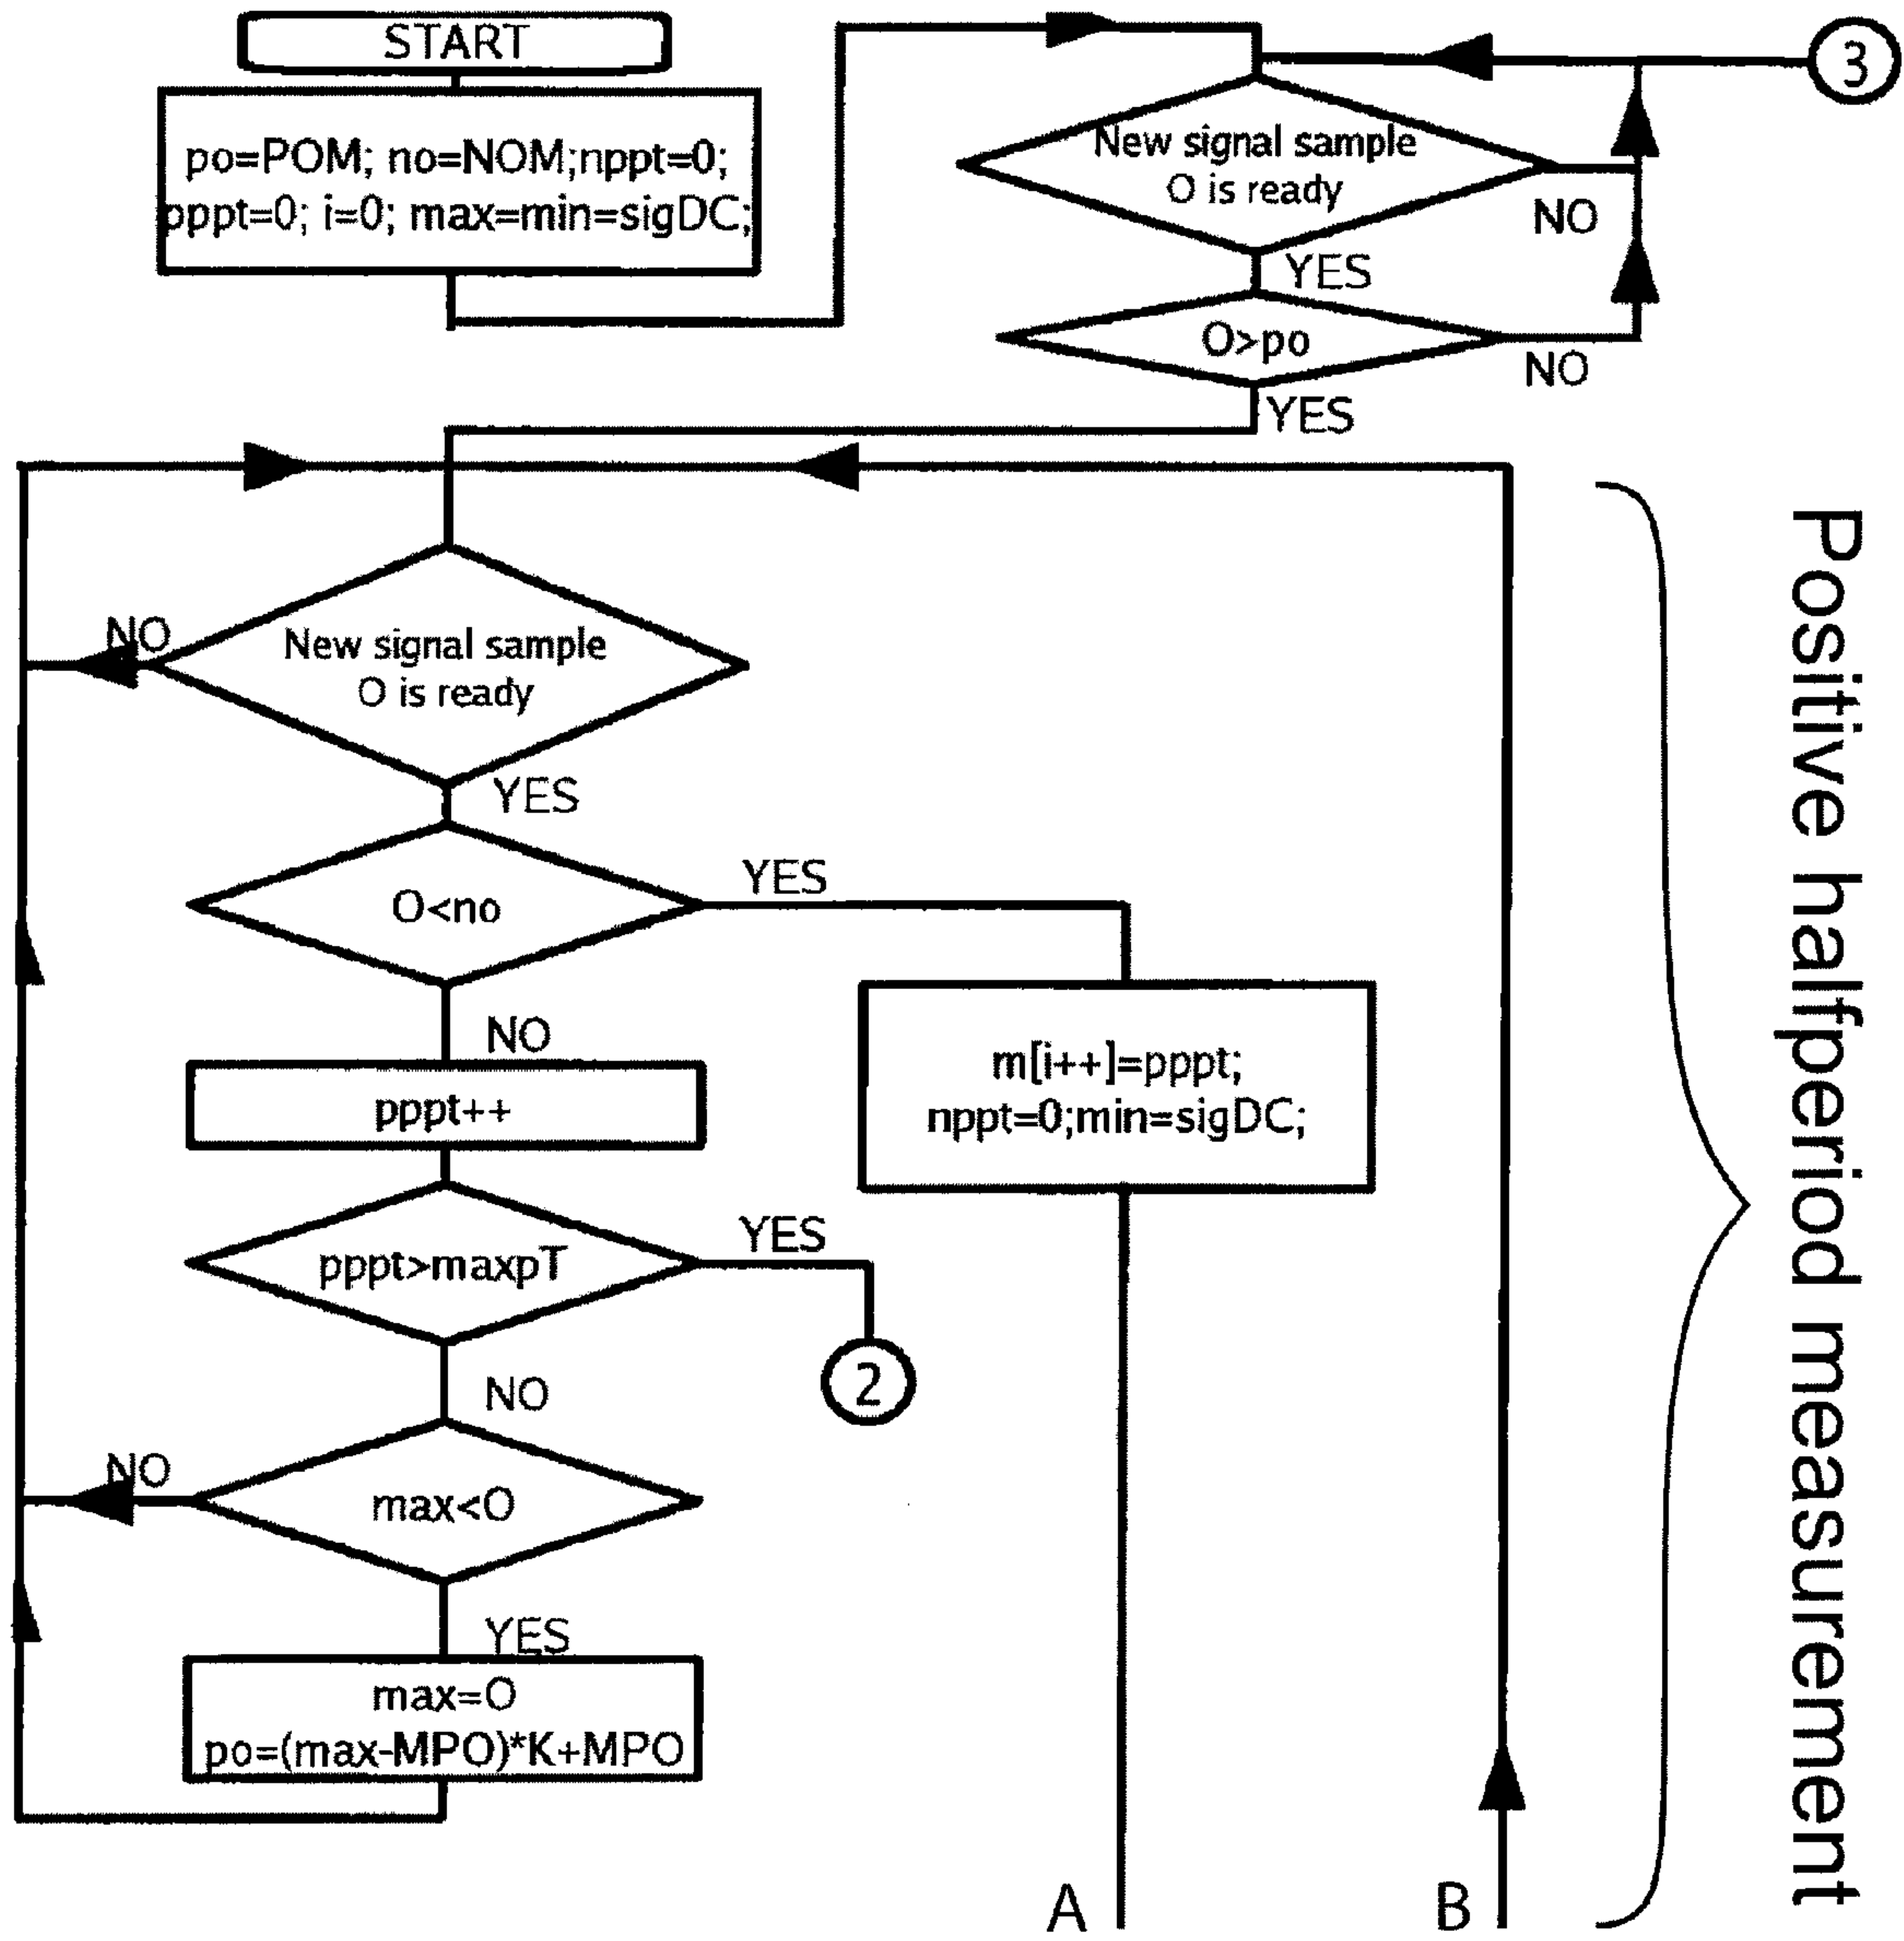 START
po=POM; no=NOM;nppt=0;
pppt=0; i=0; max=min=sigDC;
3
New signal sample
O is ready
NO
YES
O>po
NO
YES
New signal sample
O is ready
NO
YES
O<no
YES
NO
m[i++]=pppt;
nppt=0;min=sigDC;
pppt++
pppt>maxpT
YES
2
NO
max<O
NO
YES
max=O
po=(max-MPO)*K+MPO
A
B
Positive halfperiod measurement